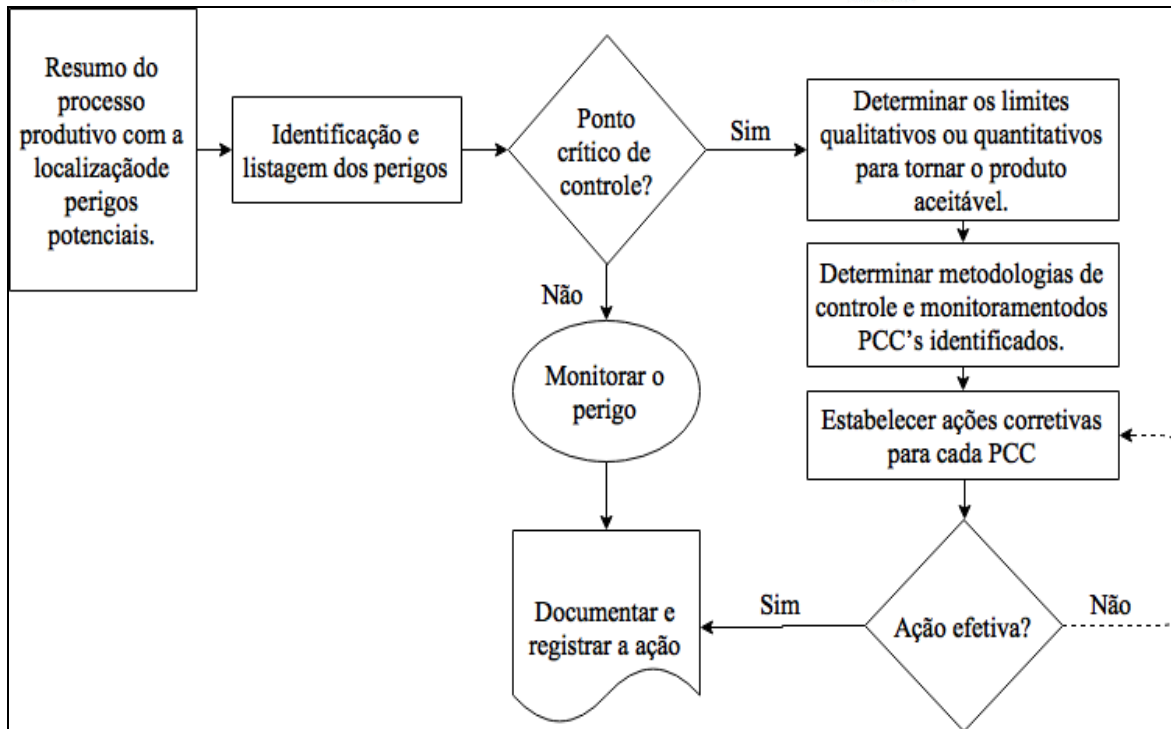 Resumo do
processo
produtivo com a
localizaçãode
perigos
potenciais.
Identificação e
listagem dos perigos
Ponto
crítico de
controle?
Sim
Determinar os limites
qualitativos ou quantitativos
para tornar o produto
aceitável.
Não
Determinar metodologias de
controle e monitoramentodos
PCC’s identificados.
Monitorar o
perigo
Estabelecer ações corretivas
para cada PCC
Documentar e
registrar a ação
Sim
Ação efetiva?
Não